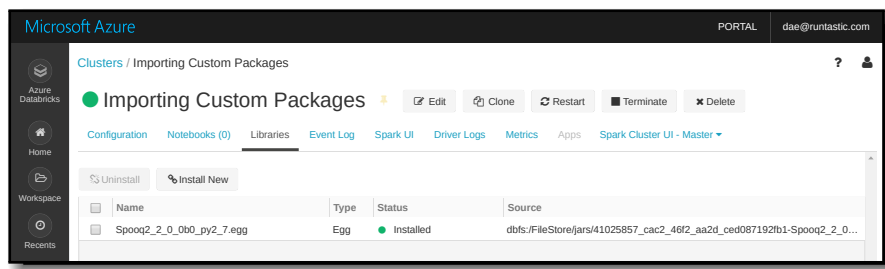 Microsoft Azure PORTAL dae@runtastic.com
Clusters / Importing Custom Packages ?
Azure
Databricks
Importing Custom Packages Edit Clone Restart Terminate Delete
Home
Configuration Notebooks (0) Libraries Event Log Spark UI Driver Logs Metrics Apps Spark Cluster UI - Master
Workspace
Uninstall Install New
Name Type Status Source
Recents
Spooq2_2_0_0b0_py2_7.egg Egg Installed dbfs:/FileStore/jars/41025857_cac2_46f2_aa2d_ced087192fb1-Spooq2_2_0...